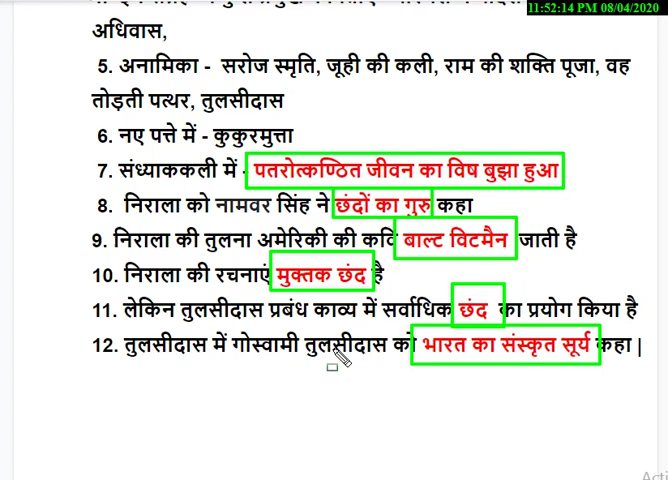 11:52:14 PM 08/04/2020
अधिवास,
5. अनामिका - सरोज स्मृति, जूही की कली, राम की शक्ति पूजा, वह
तोड़ती पत्थर, तुलसीदास
6. नए पत्ते में - कुकुरमुत्ता
7. संध्याककली में - पतरोत्कण्ठित जीवन का विष बुझा हुआ
8. निराला को नामवर सिंह ने छंदों का गुरु कहा
9. निराला की तुलना अमेरिकी की कवि बाल्ट विटमैन जाती है
10. निराला की रचनाएं मुक्तक छंद है
11. लेकिन तुलसीदास प्रबंध काव्य में सर्वाधिक छंद का प्रयोग किया है
12. तुलसीदास में गोस्वामी तुलसीदास को भारत का संस्कृत सूर्य कहा |